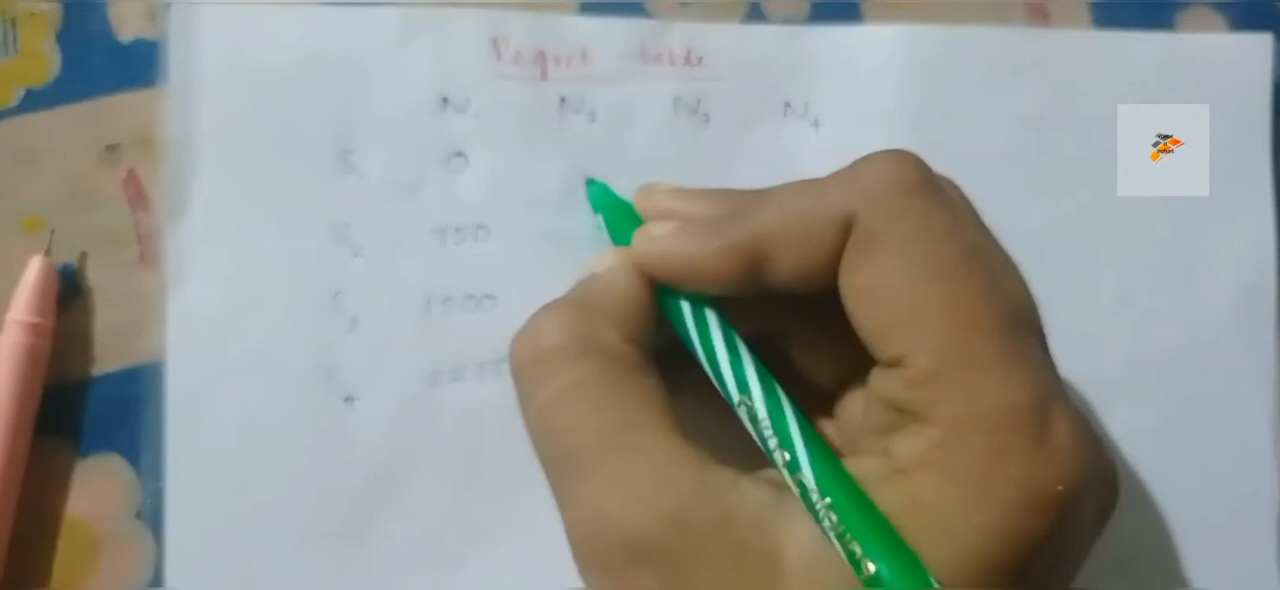 Regret table
N₁ N₂ N₃ N₄
S₁ 0
S₂ 750
S₃ 1500
S₄